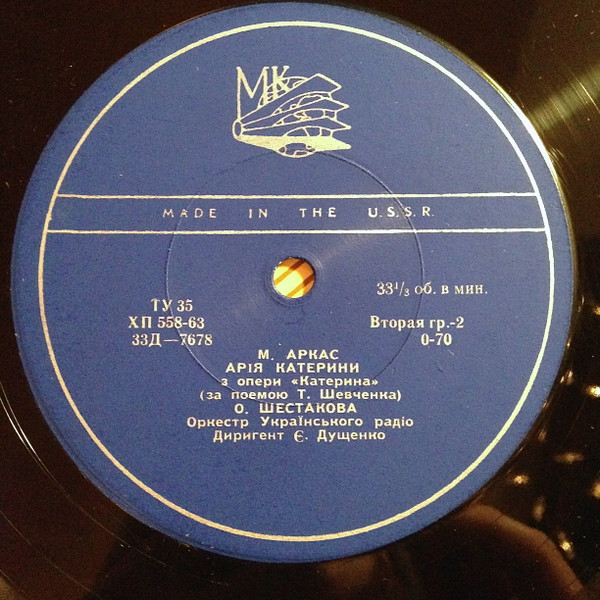 МК
MADE IN THE U.S.S.R.
33⅓ об. в мин.
ТУ 35
ХП 558-63
Вторая гр.-2
33Д—7678
0-70
М. АРКАС
АРІЯ КАТЕРИНИ
з опери «Катерина»
(за поемою Т. Шевченка)
О. ШЕСТАКОВА
Оркестр Українського радіо
Диригент Є. Дущенко